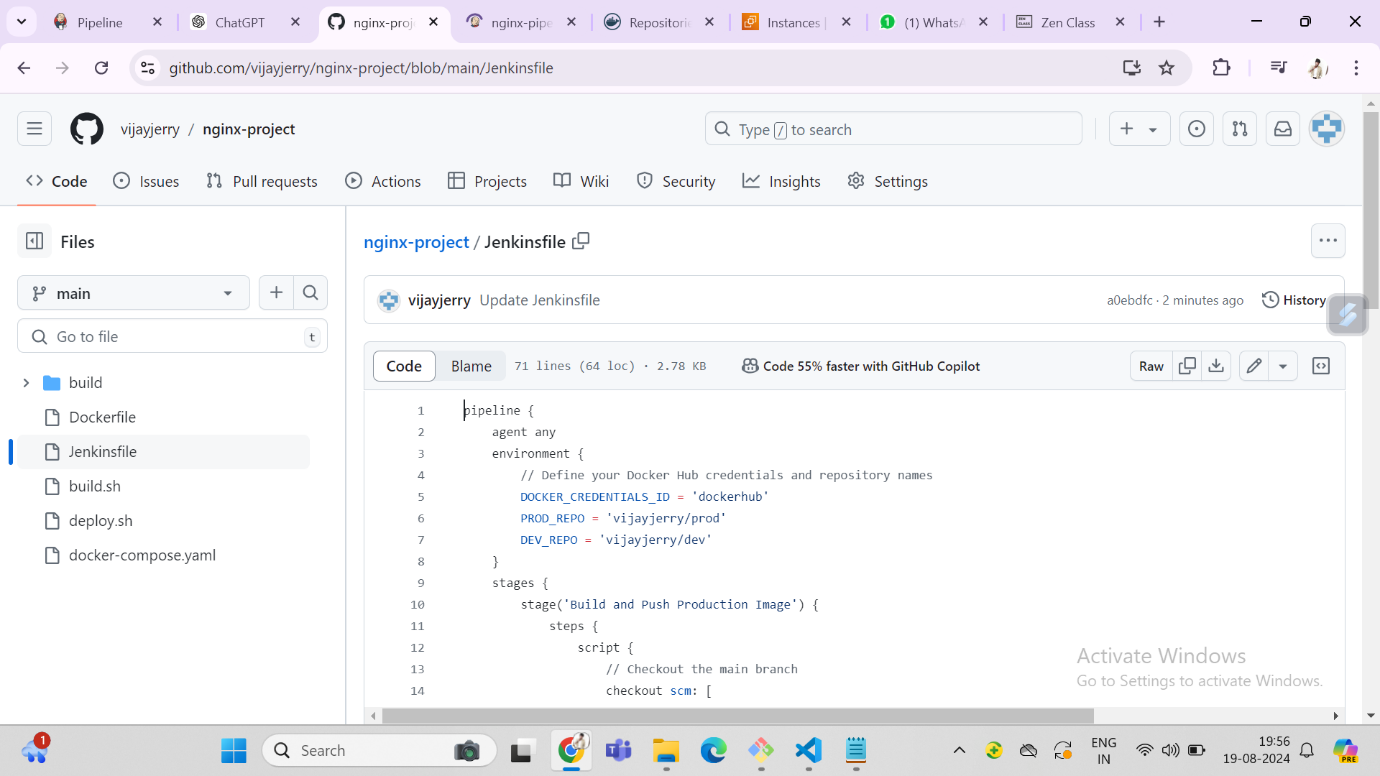 Pipeline
ChatGPT
nginx-proj
nginx-pipe
Repositorie
Instances |
(1) WhatsA
Zen Class
github.com/vijayjerry/nginx-project/blob/main/Jenkinsfile
vijayjerry / nginx-project
Type / to search
Code
Issues
Pull requests
Actions
Projects
Wiki
Security
Insights
Settings
Files
main
Go to file
t
build
Dockerfile
Jenkinsfile
build.sh
deploy.sh
docker-compose.yaml
nginx-project / Jenkinsfile
vijayjerry Update Jenkinsfile
a0ebdfc · 2 minutes ago
History
Code
Blame
71 lines (64 loc) · 2.78 KB
Code 55% faster with GitHub Copilot
Raw
1 pipeline {
2 agent any
3 environment {
4 // Define your Docker Hub credentials and repository names
5 DOCKER_CREDENTIALS_ID = 'dockerhub'
6 PROD_REPO = 'vijayjerry/prod'
7 DEV_REPO = 'vijayjerry/dev'
8 }
9 stages {
10 stage('Build and Push Production Image') {
11 steps {
12 script {
13 // Checkout the main branch
14 checkout scm: [
Activate Windows
Go to Settings to activate Windows.
1
Search
ENG
IN
19:56
19-08-2024
PRE